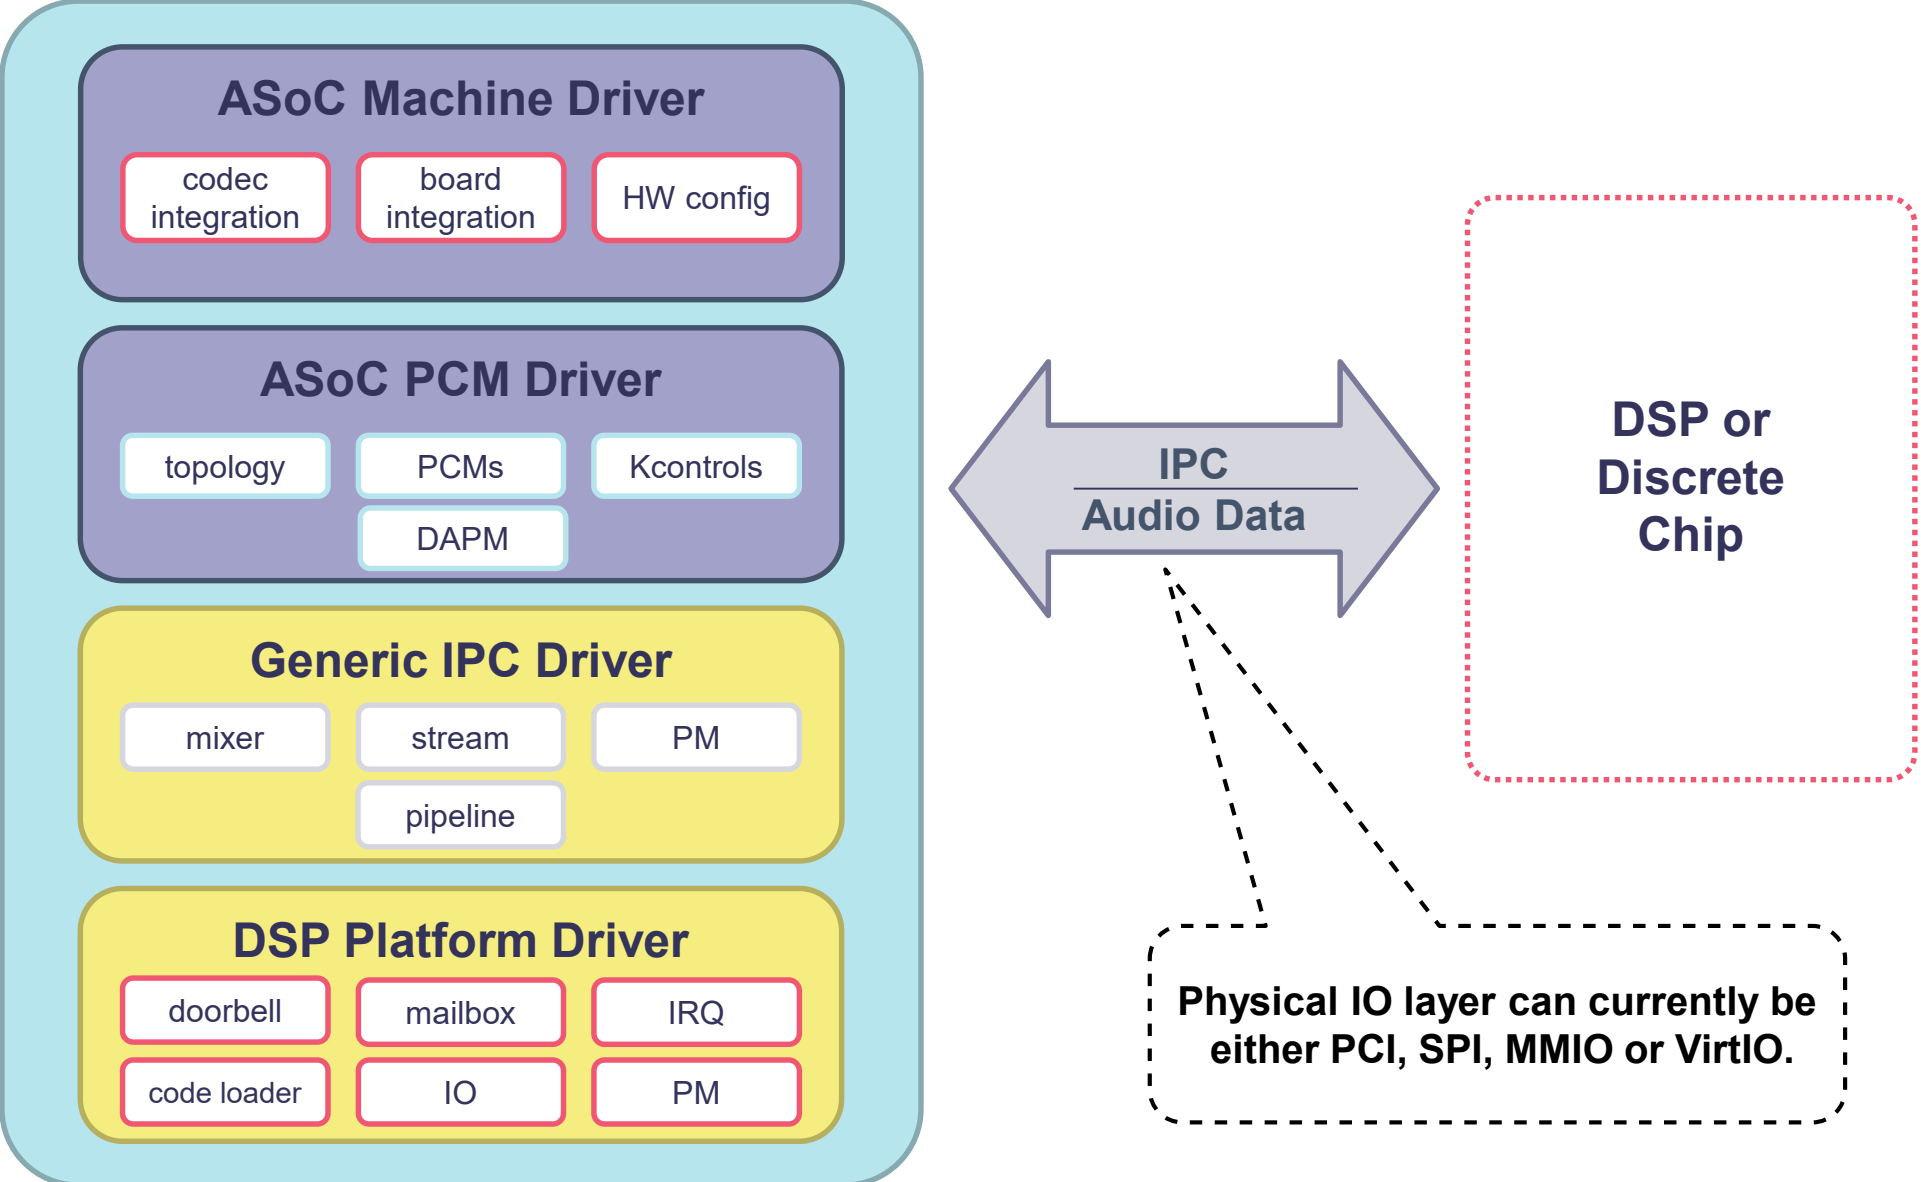 ASoC Machine Driver
codec
integration
board
integration
HW config
ASoC PCM Driver
topology
PCMs
Kcontrols
DAPM
Generic IPC Driver
mixer
stream
PM
pipeline
DSP Platform Driver
doorbell
mailbox
IRQ
code loader
IO
PM
IPC
Audio Data
DSP or
Discrete
Chip
Physical IO layer can currently be
either PCI, SPI, MMIO or VirtIO.